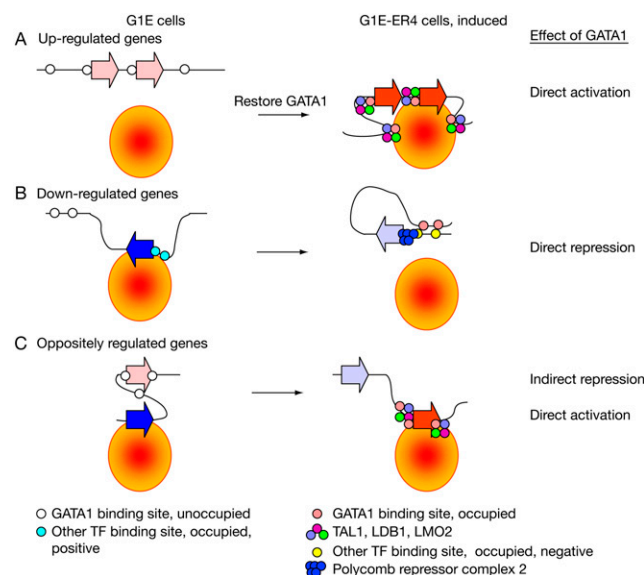 G1E cells
G1E-ER4 cells, induced
Effect of GATA1
A
Up-regulated genes
Restore GATA1
Direct activation
B
Down-regulated genes
Direct repression
C
Oppositely regulated genes
Indirect repression
Direct activation
GATA1 binding site, unoccupied
Other TF binding site, occupied,
positive
GATA1 binding site, occupied
TAL1, LDB1, LMO2
Other TF binding site, occupied, negative
Polycomb repressor complex 2